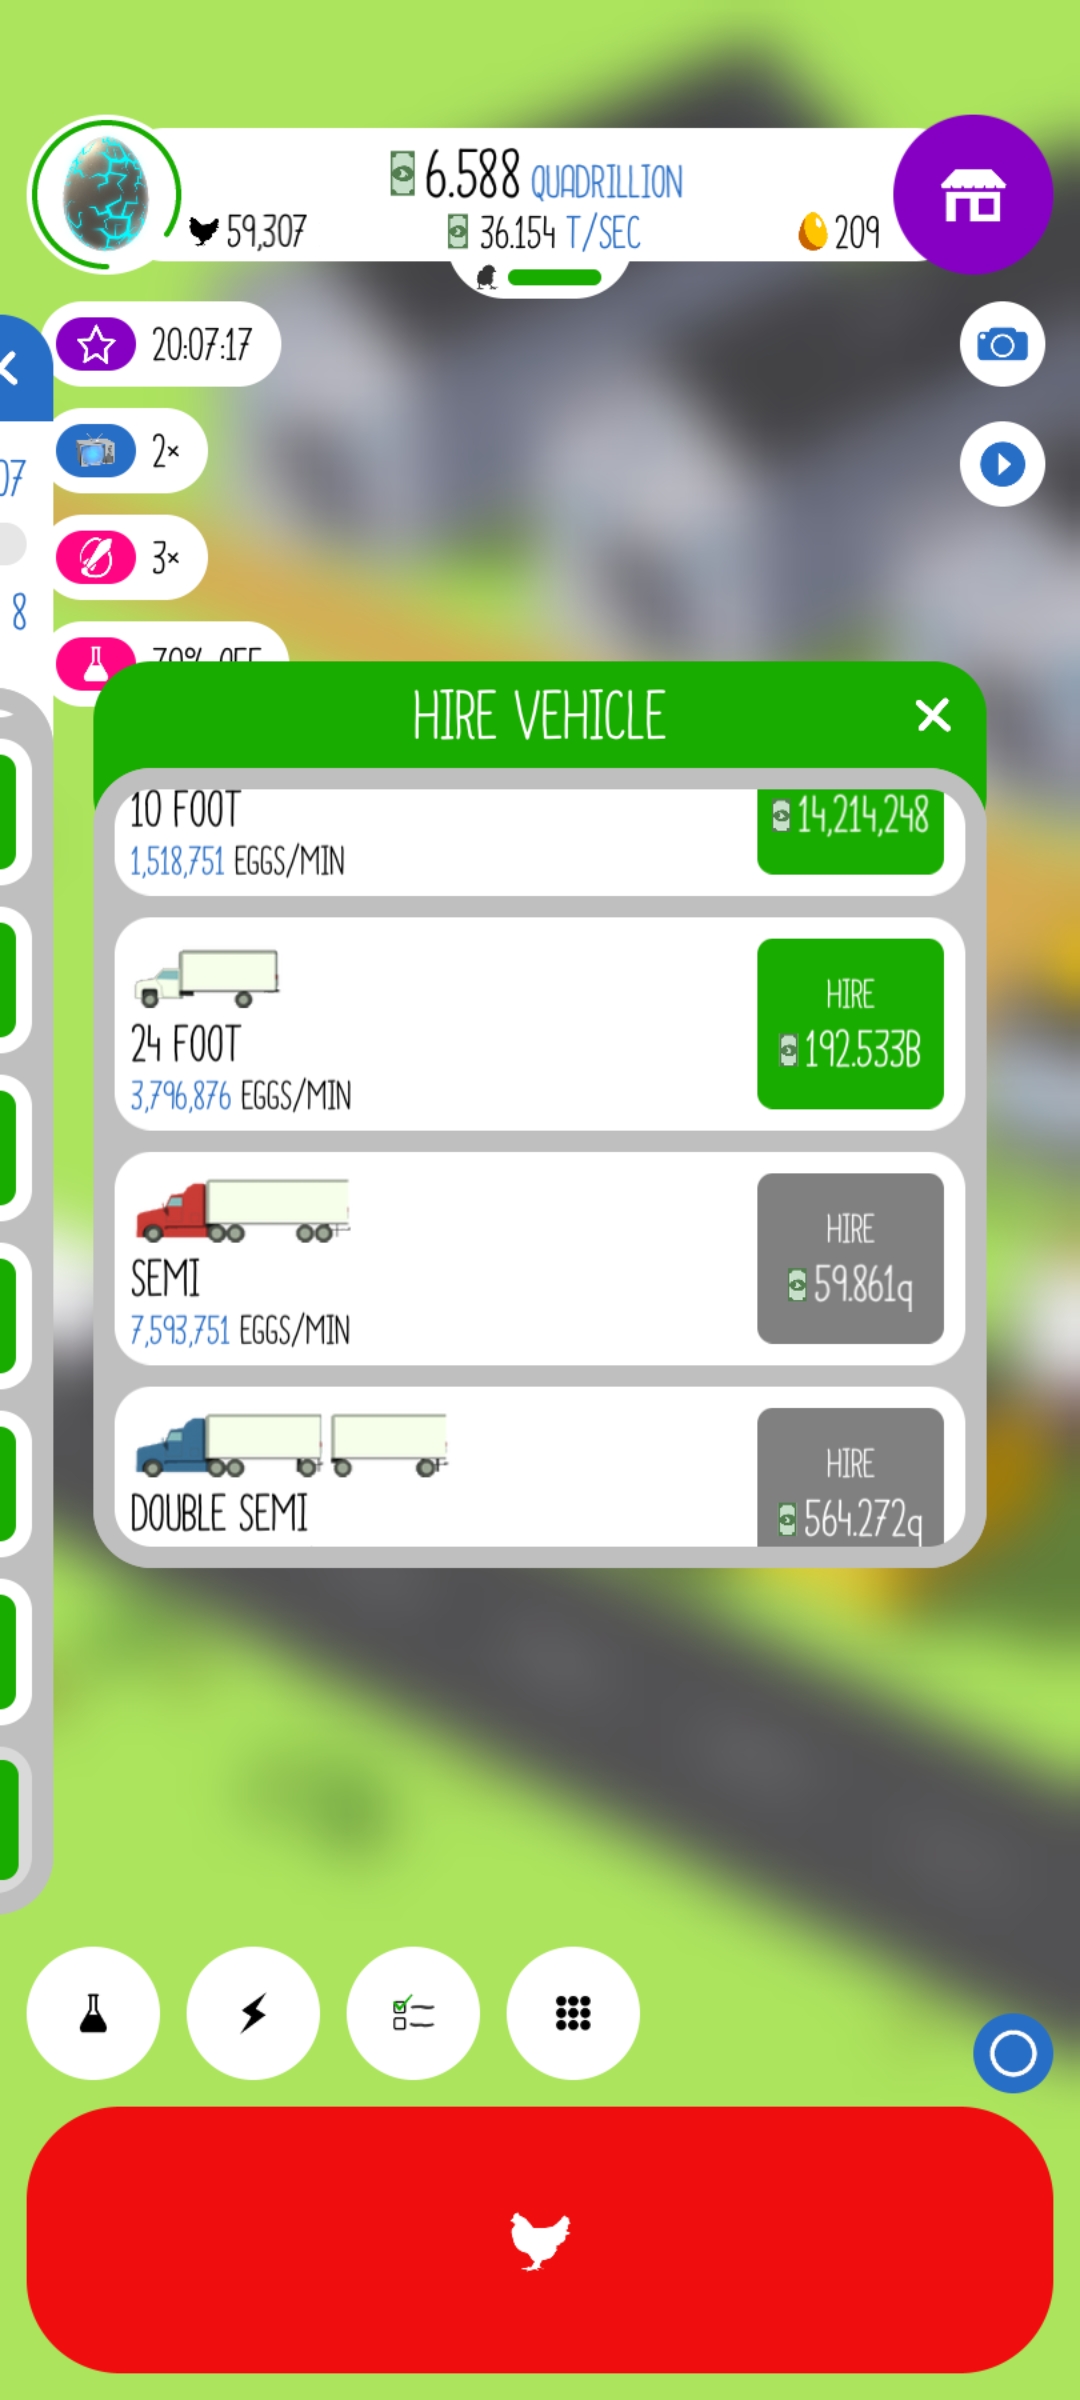 6.588 QUADRILLION
59,307
36.154 T/SEC
209
20:07:17
2×
07
3×
8
70% OFF
HIRE VEHICLE
10 FOOT
14,214,248
1,518,751 EGGS/MIN
HIRE
24 FOOT
192.533B
3,796,876 EGGS/MIN
HIRE
SEMI
59.861q
7,593,751 EGGS/MIN
HIRE
DOUBLE SEMI
564.272q